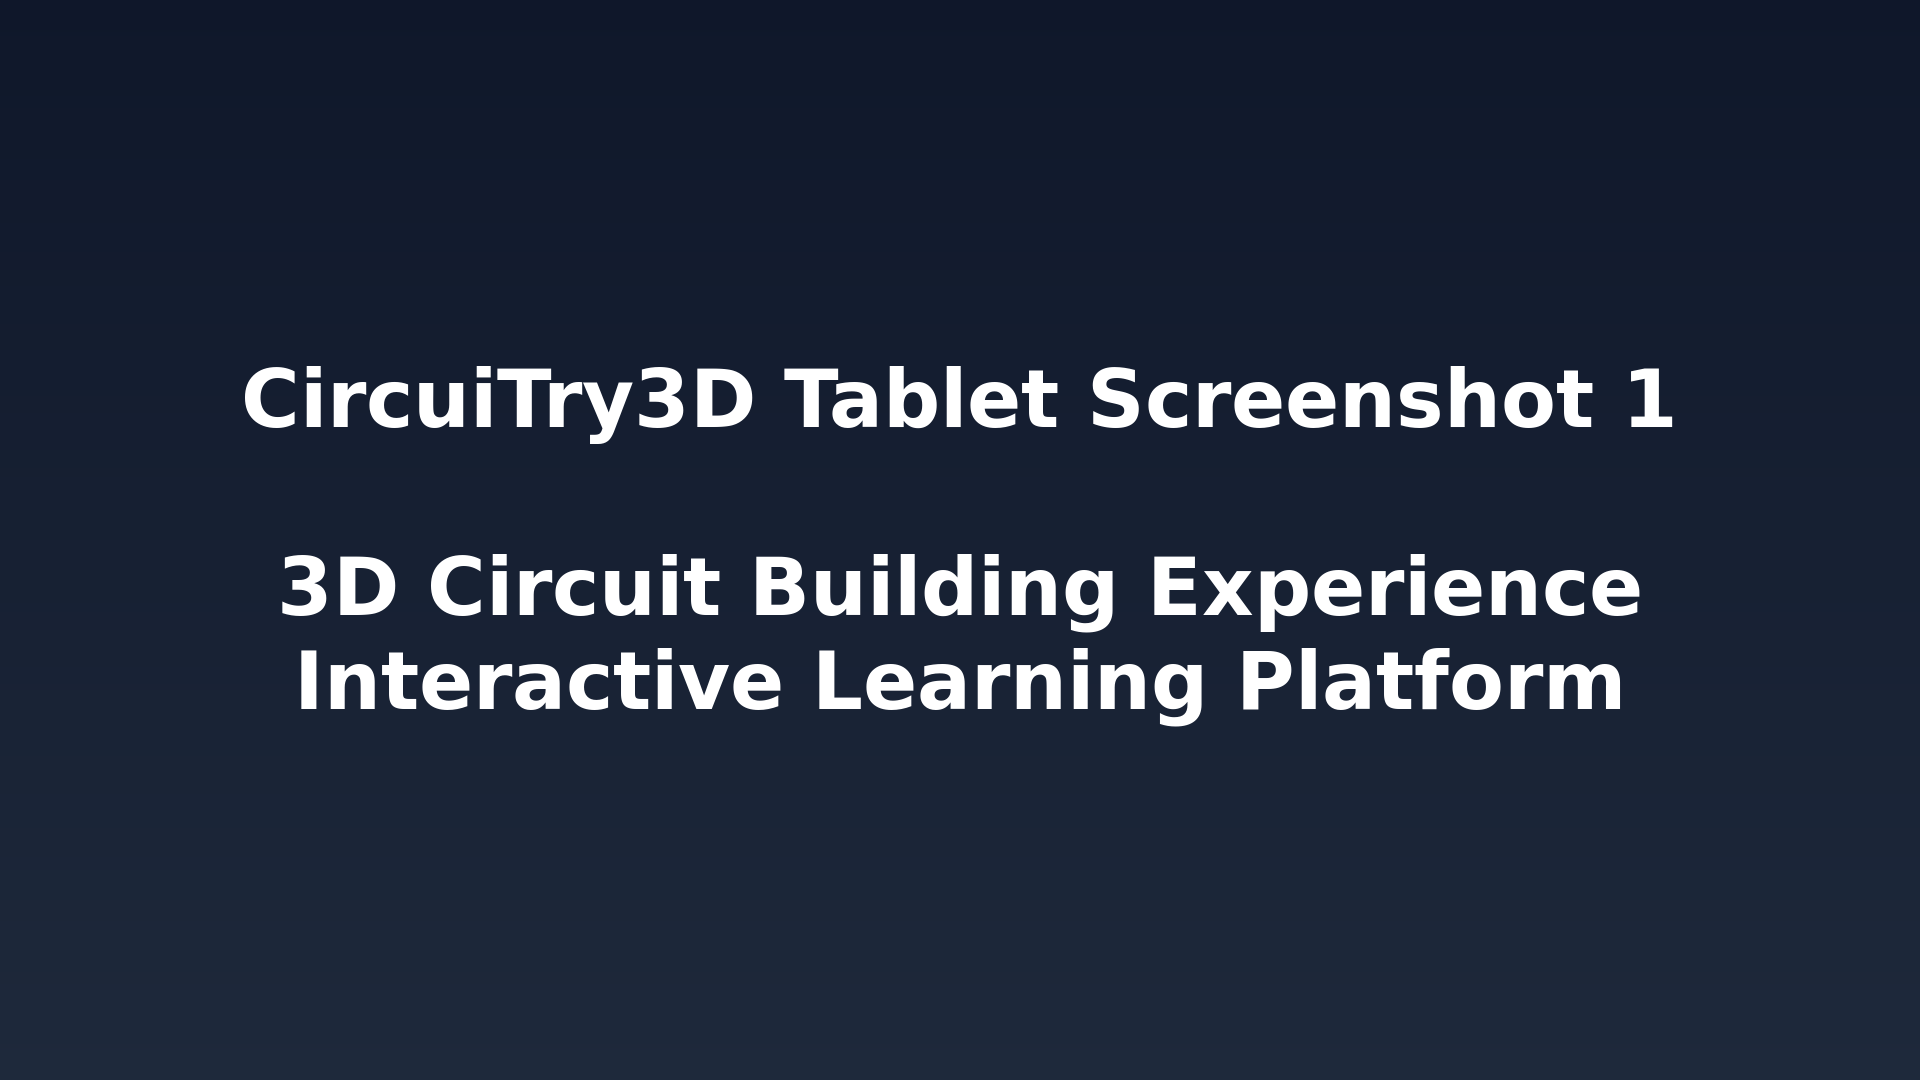 CircuiTry3D Tablet Screenshot 1
3D Circuit Building Experience
Interactive Learning Platform